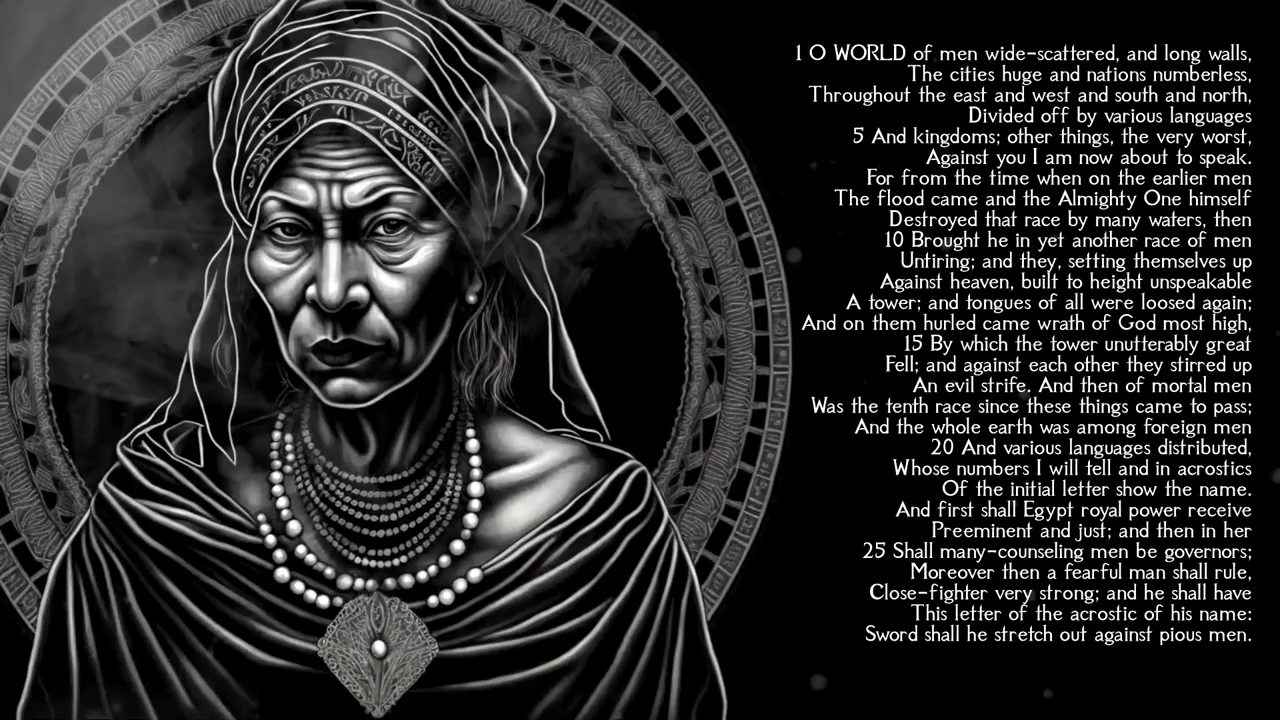 1 O WORLD of men wide-scattered, and long walls,
The cities huge and nations numberless,
Throughout the east and west and south and north,
Divided off by various languages
5 And kingdoms; other things, the very worst,
Against you I am now about to speak.
For from the time when on the earlier men
The flood came and the Almighty One himself
Destroyed that race by many waters, then
10 Brought he in yet another race of men
Untiring; and they, setting themselves up
Against heaven, built to height unspeakable
A tower; and tongues of all were loosed again;
And on them hurled came wrath of God most high,
15 By which the tower unutterably great
Fell; and against each other they stirred up
An evil strife. And then of mortal men
Was the tenth race since these things came to pass;
And the whole earth was among foreign men
20 And various languages distributed,
Whose numbers I will tell and in acrostics
Of the initial letter show the name.
And first shall Egypt royal power receive
Preeminent and just; and then in her
25 Shall many-counseling men be governors;
Moreover then a fearful man shall rule,
Close-fighter very strong; and he shall have
This letter of the acrostic of his name:
Sword shall he stretch out against pious men.